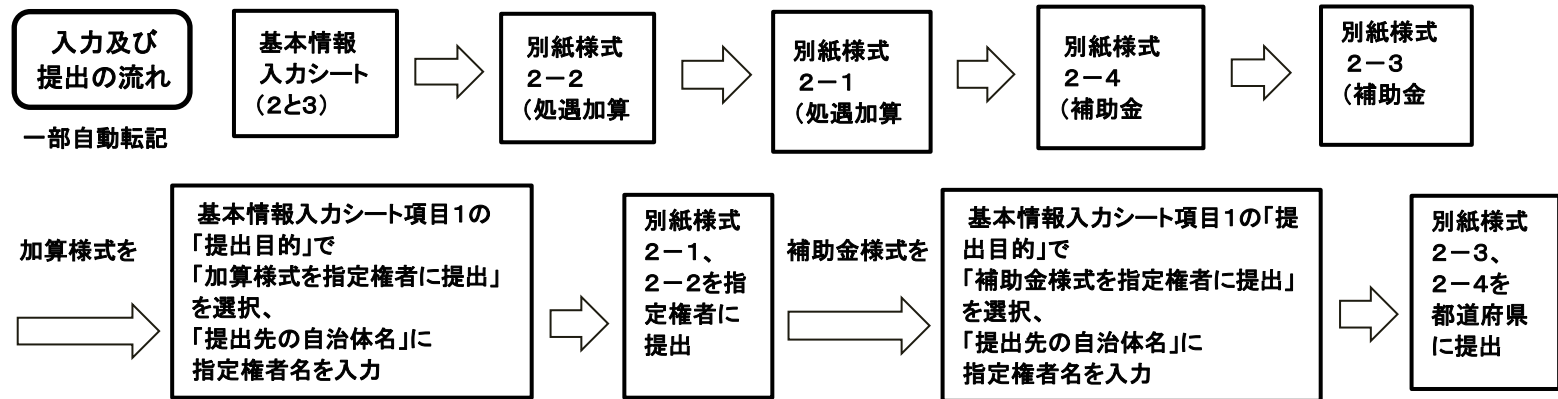 入力及び
提出の流れ
一部自動転記
基本情報
入力シート
(2と3)
別紙様式
2-2
(処遇加算
別紙様式
2-1
(処遇加算
別紙様式
2-4
(補助金
別紙様式
2-3
(補助金
加算様式を
基本情報入力シート項目1の
「提出目的」で
「加算様式を指定権者に提出」
を選択、
「提出先の自治体名」に
指定権者名を入力
別紙様式
2-1、
2-2を指
定権者に
提出
補助金様式を
基本情報入力シート項目1の「提
出目的」で
「補助金様式を指定権者に提出」
を選択、
「提出先の自治体名」に
指定権者名を入力
別紙様式
2-3、
2-4を
都道府県
に提出